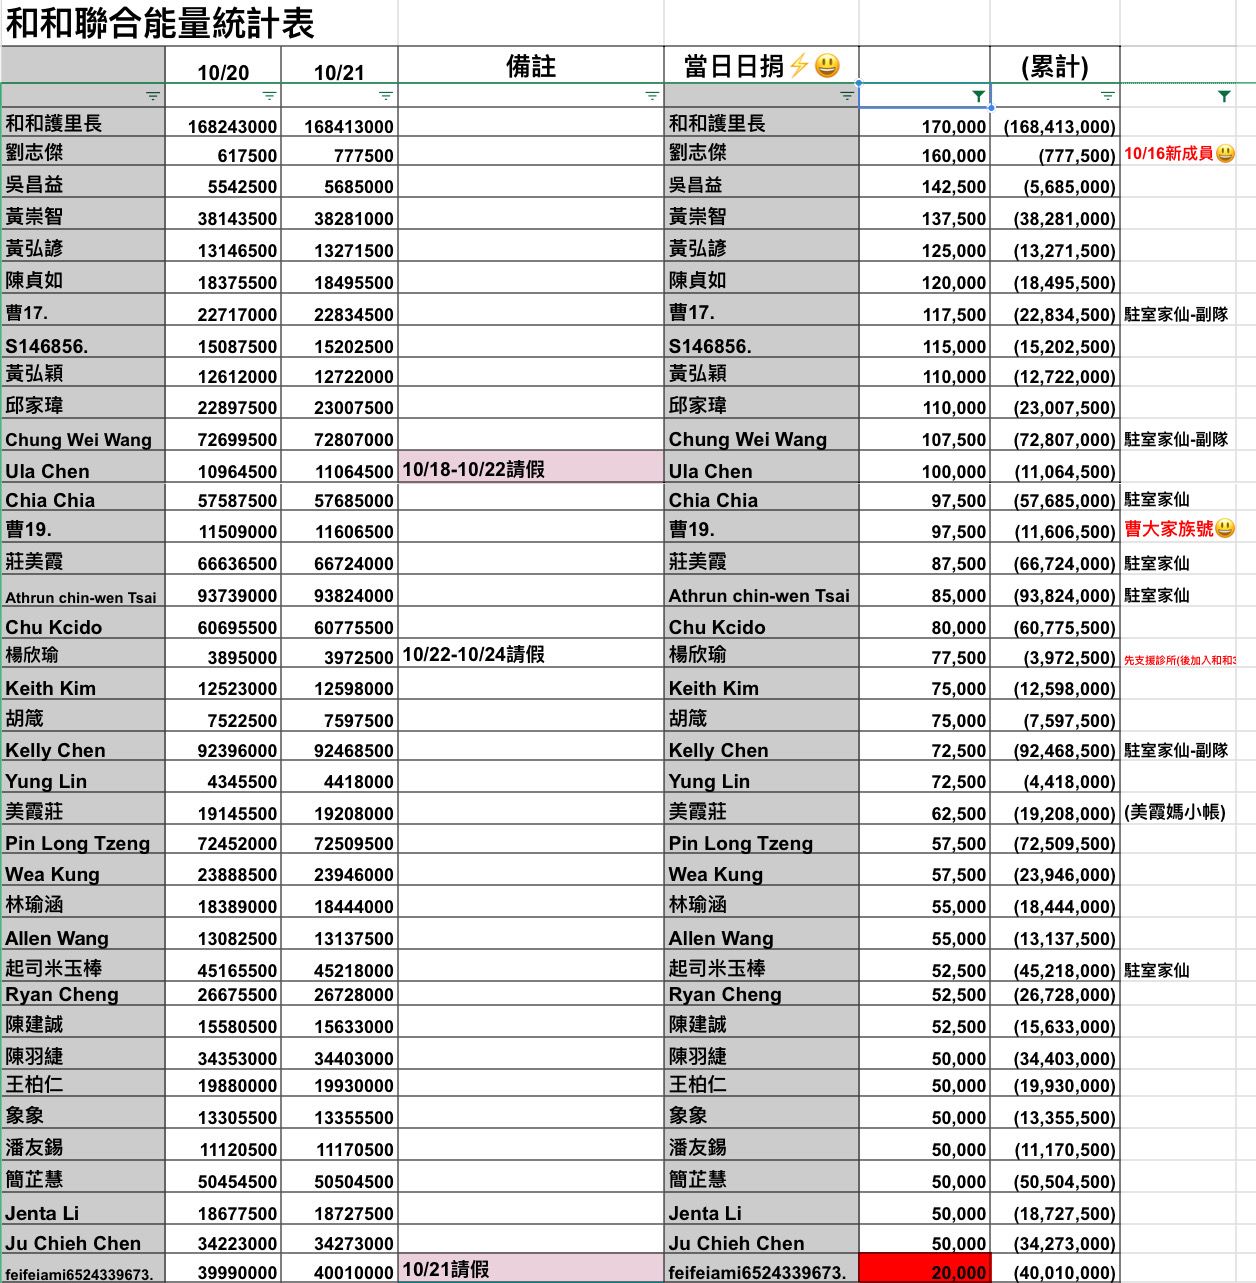 和和聯合能量統計表
10/20 10/21 備註 當日日捐⚡😃 (累計)
和和護里長 168243000 168413000 和和護里長 170,000 (168,413,000)
劉志傑 617500 777500 劉志傑 160,000 (777,500) 10/16新成員😃
吳昌益 5542500 5685000 吳昌益 142,500 (5,685,000)
黃崇智 38143500 38281000 黃崇智 137,500 (38,281,000)
黃弘諺 13146500 13271500 黃弘諺 125,000 (13,271,500)
陳貞如 18375500 18495500 陳貞如 120,000 (18,495,500)
曹17. 22717000 22834500 曹17. 117,500 (22,834,500) 駐室家仙-副隊
S146856. 15087500 15202500 S146856. 115,000 (15,202,500)
黃弘穎 12612000 12722000 黃弘穎 110,000 (12,722,000)
邱家瑋 22897500 23007500 邱家瑋 110,000 (23,007,500)
Chung Wei Wang 72699500 72807000 Chung Wei Wang 107,500 (72,807,000) 駐室家仙-副隊
Ula Chen 10964500 11064500 10/18-10/22請假 Ula Chen 100,000 (11,064,500)
Chia Chia 57587500 57685000 Chia Chia 97,500 (57,685,000) 駐室家仙
曹19. 11509000 11606500 曹19. 97,500 (11,606,500) 曹大家族號😃
莊美霞 66636500 66724000 莊美霞 87,500 (66,724,000) 駐室家仙
Athrun chin-wen Tsai 93739000 93824000 Athrun chin-wen Tsai 85,000 (93,824,000) 駐室家仙
Chu Kcido 60695500 60775500 Chu Kcido 80,000 (60,775,500)
楊欣瑜 3895000 3972500 10/22-10/24請假 楊欣瑜 77,500 (3,972,500) 先支援診所(後加入和和3
Keith Kim 12523000 12598000 Keith Kim 75,000 (12,598,000)
胡箴 7522500 7597500 胡箴 75,000 (7,597,500)
Kelly Chen 92396000 92468500 Kelly Chen 72,500 (92,468,500) 駐室家仙-副隊
Yung Lin 4345500 4418000 Yung Lin 72,500 (4,418,000)
美霞莊 19145500 19208000 美霞莊 62,500 (19,208,000) (美霞媽小帳)
Pin Long Tzeng 72452000 72509500 Pin Long Tzeng 57,500 (72,509,500)
Wea Kung 23888500 23946000 Wea Kung 57,500 (23,946,000)
林瑜涵 18389000 18444000 林瑜涵 55,000 (18,444,000)
Allen Wang 13082500 13137500 Allen Wang 55,000 (13,137,500)
起司米玉棒 45165500 45218000 起司米玉棒 52,500 (45,218,000) 駐室家仙
Ryan Cheng 26675500 26728000 Ryan Cheng 52,500 (26,728,000)
陳建誠 15580500 15633000 陳建誠 52,500 (15,633,000)
陳羽緁 34353000 34403000 陳羽緁 50,000 (34,403,000)
王柏仁 19880000 19930000 王柏仁 50,000 (19,930,000)
象象 13305500 13355500 象象 50,000 (13,355,500)
潘友錫 11120500 11170500 潘友錫 50,000 (11,170,500)
簡芷慧 50454500 50504500 簡芷慧 50,000 (50,504,500)
Jenta Li 18677500 18727500 Jenta Li 50,000 (18,727,500)
Ju Chieh Chen 34223000 34273000 Ju Chieh Chen 50,000 (34,273,000)
feifeiami6524339673. 39990000 40010000 10/21請假 feifeiami6524339673. 20,000 (40,010,000)